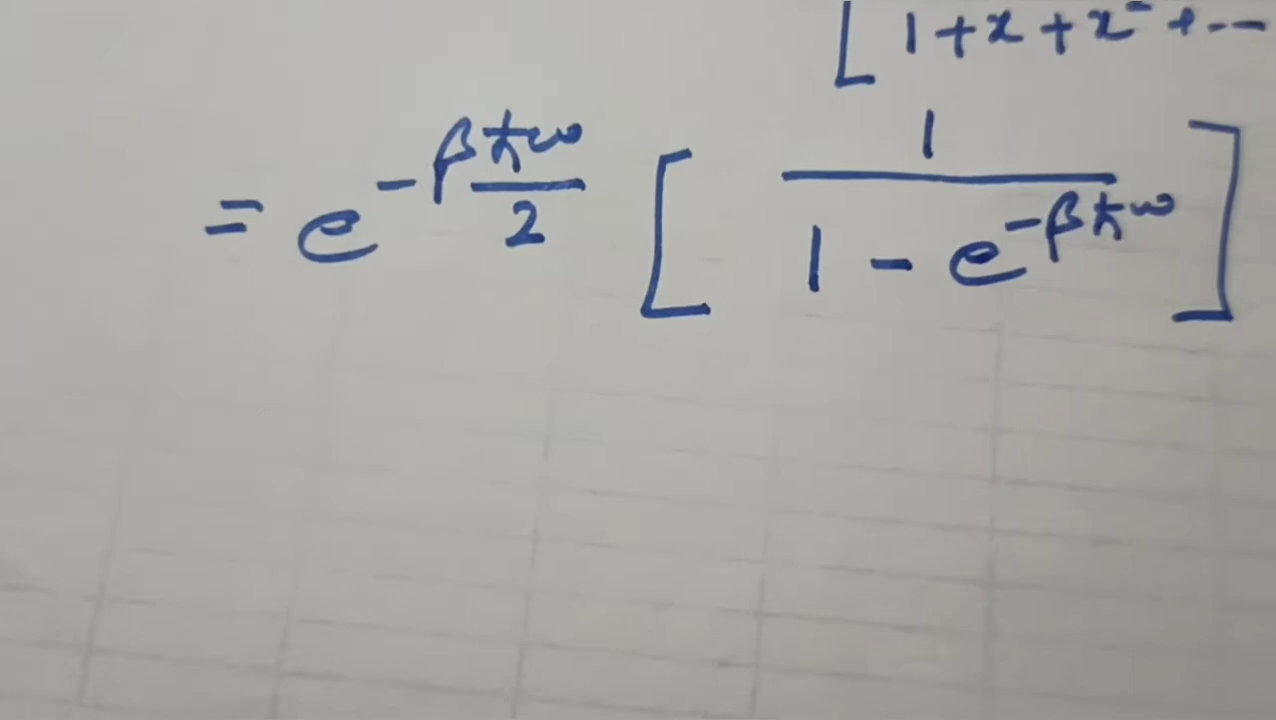 [1+x+x²+---
= e^{-βħω/2} [ 1 / (1 - e^{-βħω}) ]